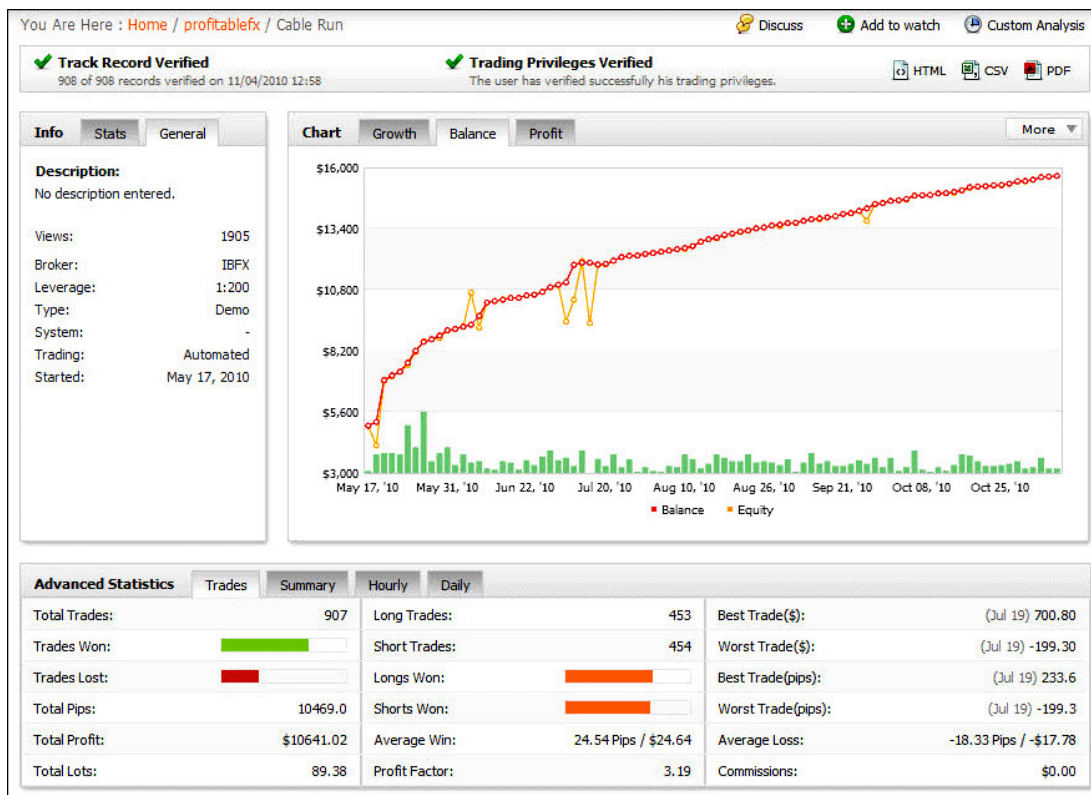 You Are Here : Home / profitablefx / Cable Run
Discuss
Add to watch
Custom Analysis
Track Record Verified
908 of 908 records verified on 11/04/2010 12:58
Trading Privileges Verified
The user has verified successfully his trading privileges.
HTML
CSV
PDF
Info
Stats
General
Description:
No description entered.
Views: 1905
Broker: IBFX
Leverage: 1:200
Type: Demo
System: -
Trading: Automated
Started: May 17, 2010
Chart
Growth
Balance
Profit
More
$16,000
$13,400
$10,800
$8,200
$5,600
$3,000
May 17, '10 May 31, '10 Jun 22, '10 Jul 20, '10 Aug 10, '10 Aug 26, '10 Sep 21, '10 Oct 08, '10 Oct 25, '10
Balance Equity
Advanced Statistics
Trades
Summary
Hourly
Daily
Total Trades: 907
Long Trades: 453
Best Trade($): (Jul 19) 700.80
Trades Won:
Short Trades: 454
Worst Trade($): (Jul 19) -199.30
Trades Lost:
Longs Won:
Best Trade(pips): (Jul 19) 233.6
Total Pips: 10469.0
Shorts Won:
Worst Trade(pips): (Jul 19) -199.3
Total Profit: $10641.02
Average Win: 24.54 Pips / $24.64
Average Loss: -18.33 Pips / -$17.78
Total Lots: 89.38
Profit Factor: 3.19
Commissions: $0.00